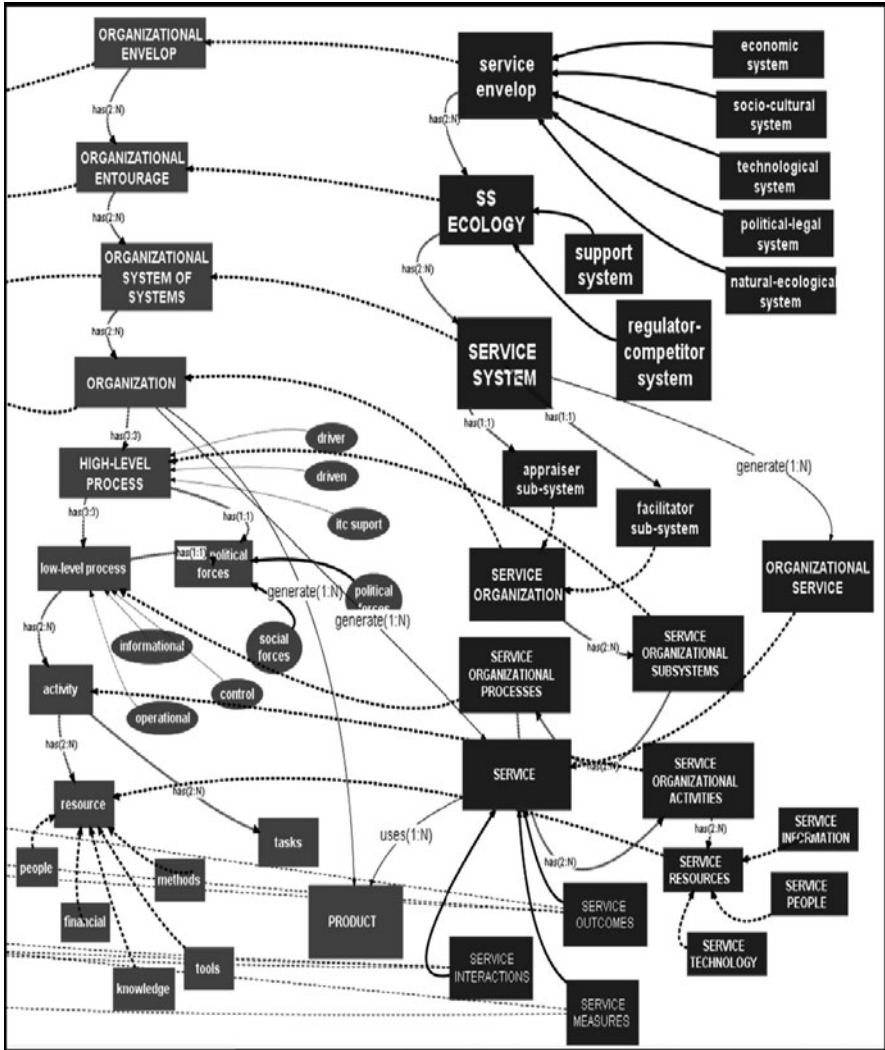 ORGANIZATIONAL
ENVELOP
service
envelop
economic
system
socio-cultural
system
technological
system
political-legal
system
natural-ecological
system
has(2:N)
has(2:N)
ORGANIZATIONAL
ENTOURAGE
SS
ECOLOGY
support
system
regulator-
competitor
system
has(2:N)
has(2:N)
ORGANIZATIONAL
SYSTEM OF
SYSTEMS
has(2:N)
SERVICE
SYSTEM
ORGANIZATION
has(1:1)
has(1:1)
generate(1:N)
has(3:3)
driver
driven
itc suport
HIGH-LEVEL
PROCESS
appraiser
sub-system
facilitator
sub-system
has(3:3)
has(1:1)
low-level process
has(1:1)
political
forces
political
forces
social
forces
generate(1:N)
generate(1:N)
SERVICE
ORGANIZATION
ORGANIZATIONAL
SERVICE
has(2:N)
has(2:N)
informational
control
operational
SERVICE
ORGANIZATIONAL
PROCESSES
SERVICE
ORGANIZATIONAL
SUBSYSTEMS
activity
has(2:N)
has(2:N)
has(2:N)
SERVICE
SERVICE
ORGANIZATIONAL
ACTIVITIES
resource
tasks
uses(1:N)
has(2:N)
has(2:N)
SERVICE
INFORMATION
SERVICE
RESOURCES
SERVICE
PEOPLE
SERVICE
TECHNOLOGY
people
methods
financial
tools
knowledge
PRODUCT
SERVICE
OUTCOMES
SERVICE
INTERACTIONS
SERVICE
MEASURES